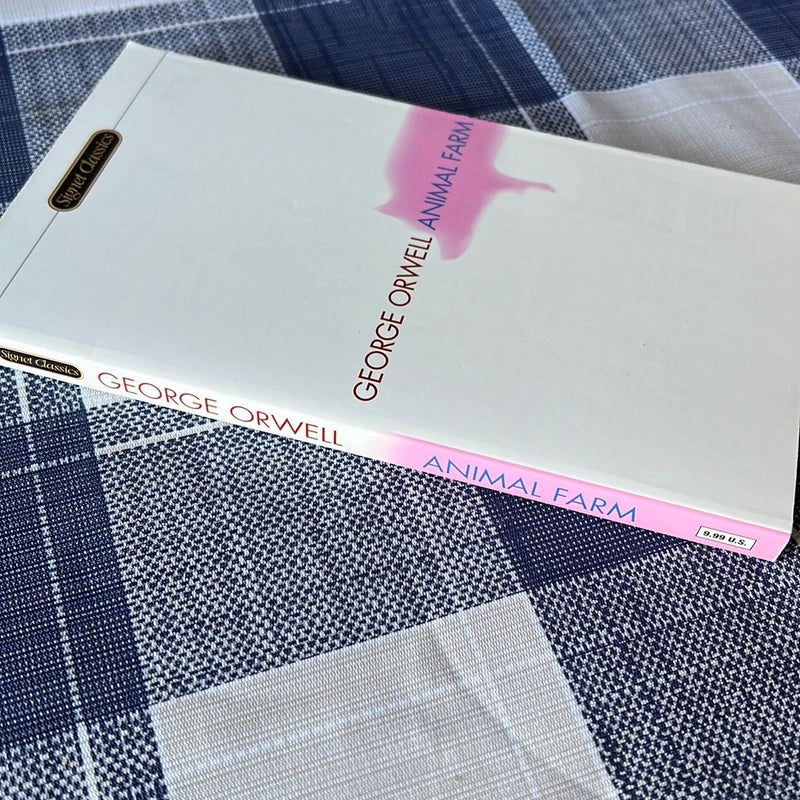 Signet Classics
GEORGE ORWELL ANIMAL FARM
Signet Classics
GEORGE ORWELL
ANIMAL FARM
9.99 U.S.